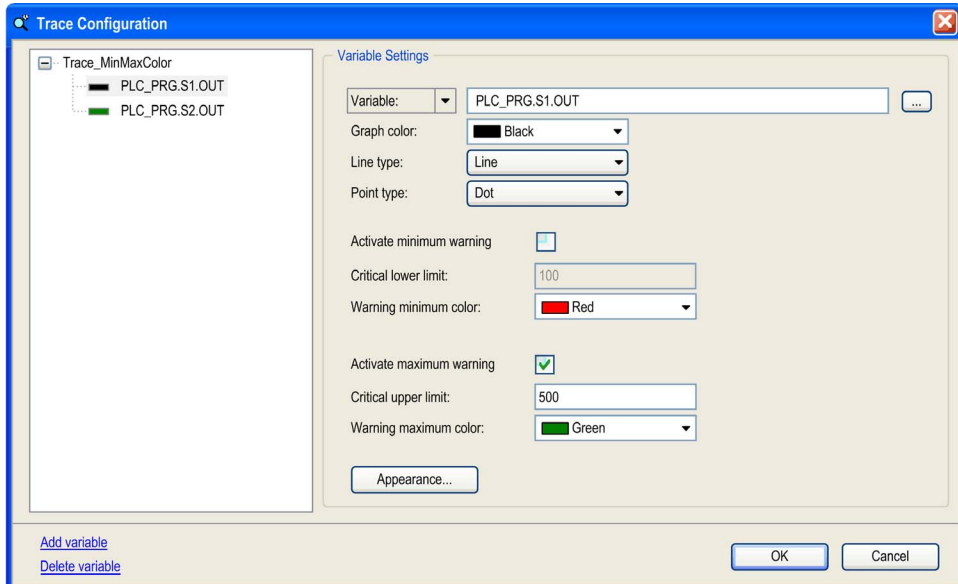 Trace Configuration
Trace_MinMaxColor
PLC_PRG.S1.OUT
PLC_PRG.S2.OUT
Variable Settings
Variable: PLC_PRG.S1.OUT ...
Graph color: Black
Line type: Line
Point type: Dot
Activate minimum warning
Critical lower limit: 100
Warning minimum color: Red
Activate maximum warning
Critical upper limit: 500
Warning maximum color: Green
Appearance...
Add variable
Delete variable
OK Cancel